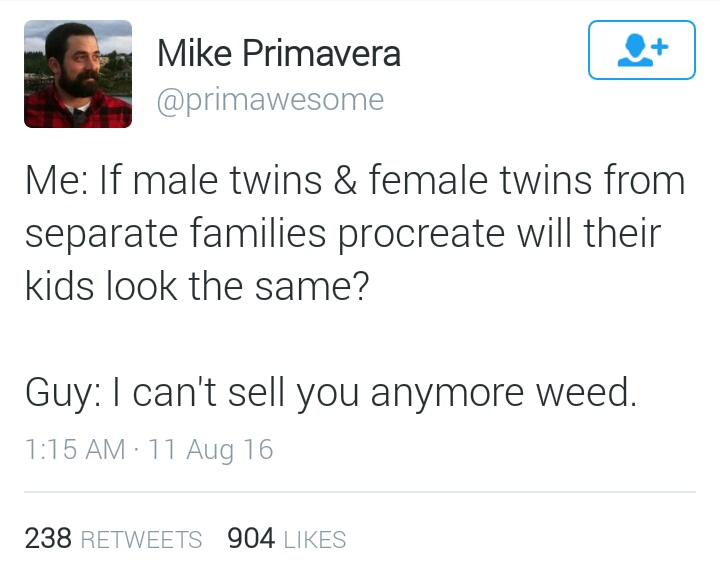 Mike Primavera
@primawesome
Me: If male twins & female twins from
separate families procreate will their
kids look the same?
Guy: I can't sell you anymore weed.
1:15 AM · 11 Aug 16
238 RETWEETS 904 LIKES